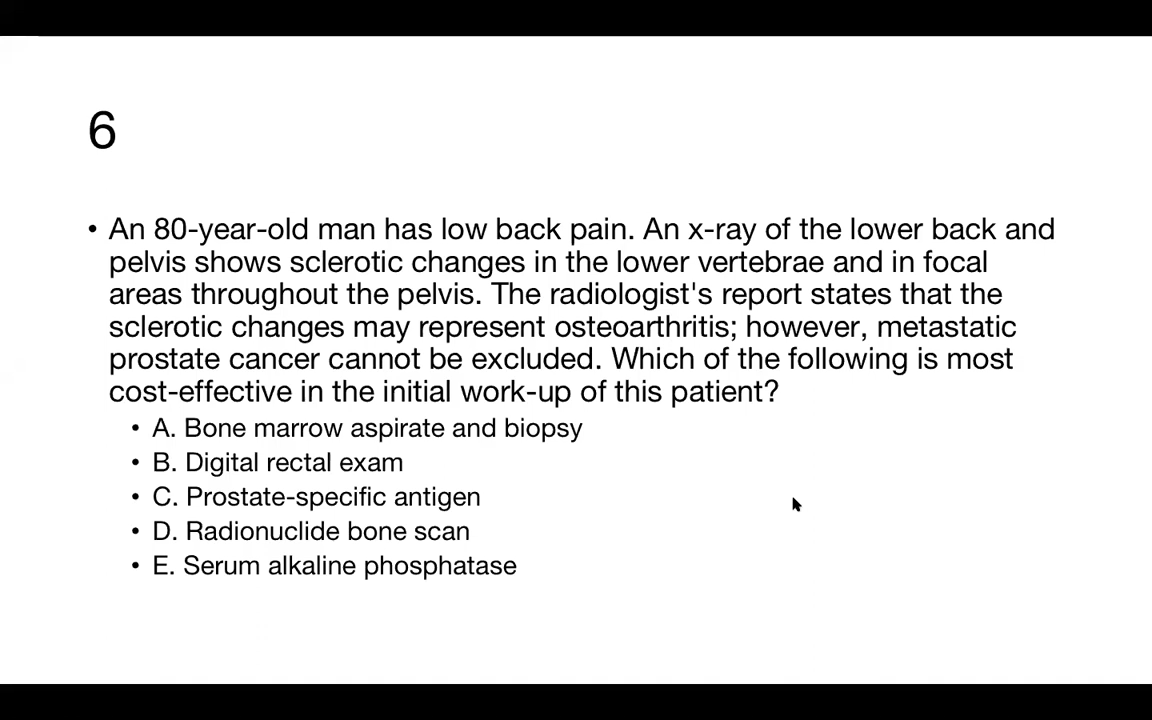 6
• An 80-year-old man has low back pain. An x-ray of the lower back and
pelvis shows sclerotic changes in the lower vertebrae and in focal
areas throughout the pelvis. The radiologist's report states that the
sclerotic changes may represent osteoarthritis; however, metastatic
prostate cancer cannot be excluded. Which of the following is most
cost-effective in the initial work-up of this patient?
• A. Bone marrow aspirate and biopsy
• B. Digital rectal exam
• C. Prostate-specific antigen
• D. Radionuclide bone scan
• E. Serum alkaline phosphatase